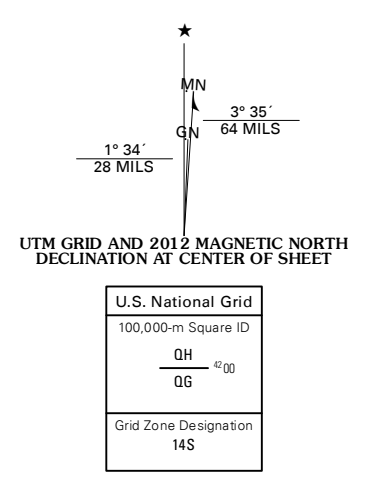 ★
MN
3° 35´
64 MILS
GN
1° 34´
28 MILS
UTM GRID AND 2012 MAGNETIC NORTH
DECLINATION AT CENTER OF SHEET
U.S. National Grid
100,000-m Square ID
QH
4200
QG
Grid Zone Designation
14S